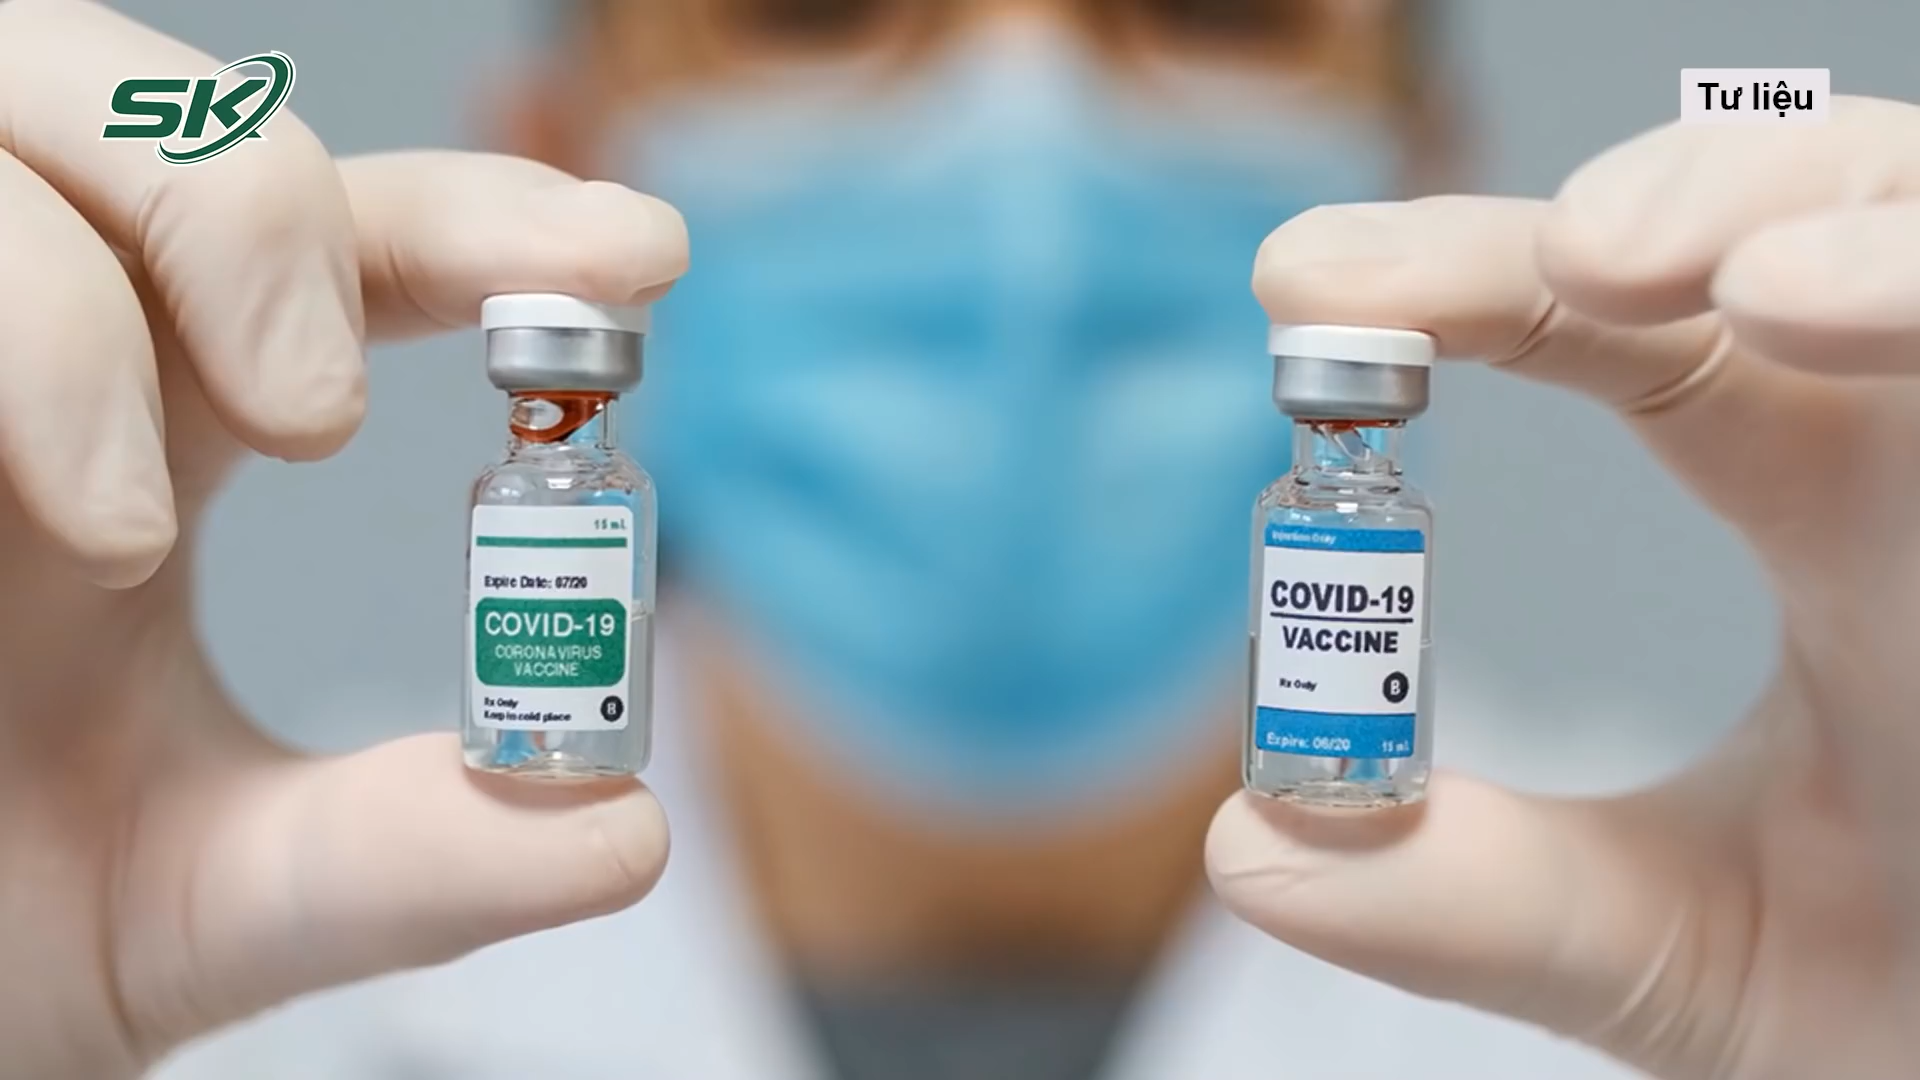 SK
Tư liệu
15 ml
Expire Date: 07/20
COVID-19
CORONAVIRUS
VACCINE
Rx Only
Keep in cold place
B
Injection Only
COVID-19
VACCINE
Rx Only
B
Expire: 06/20
15 ml